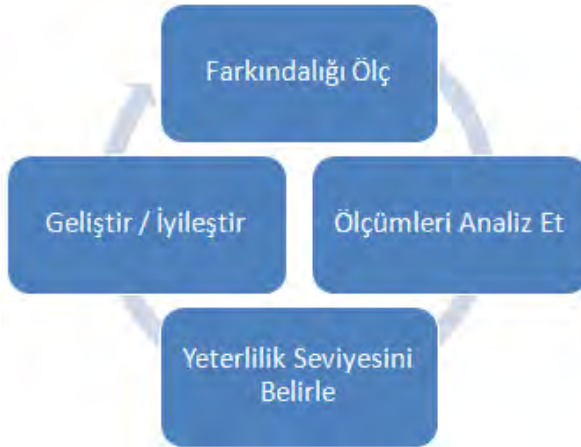 Farkındalığı Ölç
Ölçümleri Analiz Et
Yeterlilik Seviyesini
Belirle
Geliştir / İyileştir